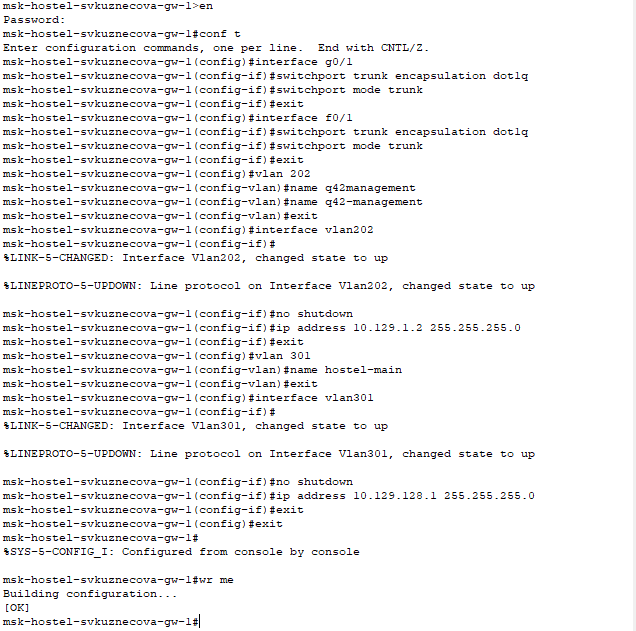 msk-hostel-svkuznecova-gw-1>en
Password:
msk-hostel-svkuznecova-gw-1#conf t
Enter configuration commands, one per line.  End with CNTL/Z.
msk-hostel-svkuznecova-gw-1(config)#interface g0/1
msk-hostel-svkuznecova-gw-1(config-if)#switchport trunk encapsulation dot1q
msk-hostel-svkuznecova-gw-1(config-if)#switchport mode trunk
msk-hostel-svkuznecova-gw-1(config-if)#exit
msk-hostel-svkuznecova-gw-1(config)#interface f0/1
msk-hostel-svkuznecova-gw-1(config-if)#switchport trunk encapsulation dot1q
msk-hostel-svkuznecova-gw-1(config-if)#switchport mode trunk
msk-hostel-svkuznecova-gw-1(config-if)#exit
msk-hostel-svkuznecova-gw-1(config)#vlan 202
msk-hostel-svkuznecova-gw-1(config-vlan)#name q42management
msk-hostel-svkuznecova-gw-1(config-vlan)#name q42-management
msk-hostel-svkuznecova-gw-1(config-vlan)#exit
msk-hostel-svkuznecova-gw-1(config)#interface vlan202
msk-hostel-svkuznecova-gw-1(config-if)#
%LINK-5-CHANGED: Interface Vlan202, changed state to up
%LINEPROTO-5-UPDOWN: Line protocol on Interface Vlan202, changed state to up
msk-hostel-svkuznecova-gw-1(config-if)#no shutdown
msk-hostel-svkuznecova-gw-1(config-if)#ip address 10.129.1.2 255.255.255.0
msk-hostel-svkuznecova-gw-1(config-if)#exit
msk-hostel-svkuznecova-gw-1(config)#vlan 301
msk-hostel-svkuznecova-gw-1(config-vlan)#name hostel-main
msk-hostel-svkuznecova-gw-1(config-vlan)#exit
msk-hostel-svkuznecova-gw-1(config)#interface vlan301
msk-hostel-svkuznecova-gw-1(config-if)#
%LINK-5-CHANGED: Interface Vlan301, changed state to up
%LINEPROTO-5-UPDOWN: Line protocol on Interface Vlan301, changed state to up
msk-hostel-svkuznecova-gw-1(config-if)#no shutdown
msk-hostel-svkuznecova-gw-1(config-if)#ip address 10.129.128.1 255.255.255.0
msk-hostel-svkuznecova-gw-1(config-if)#exit
msk-hostel-svkuznecova-gw-1(config)#exit
msk-hostel-svkuznecova-gw-1#
%SYS-5-CONFIG_I: Configured from console by console
msk-hostel-svkuznecova-gw-1#wr me
Building configuration...
[OK]
msk-hostel-svkuznecova-gw-1#